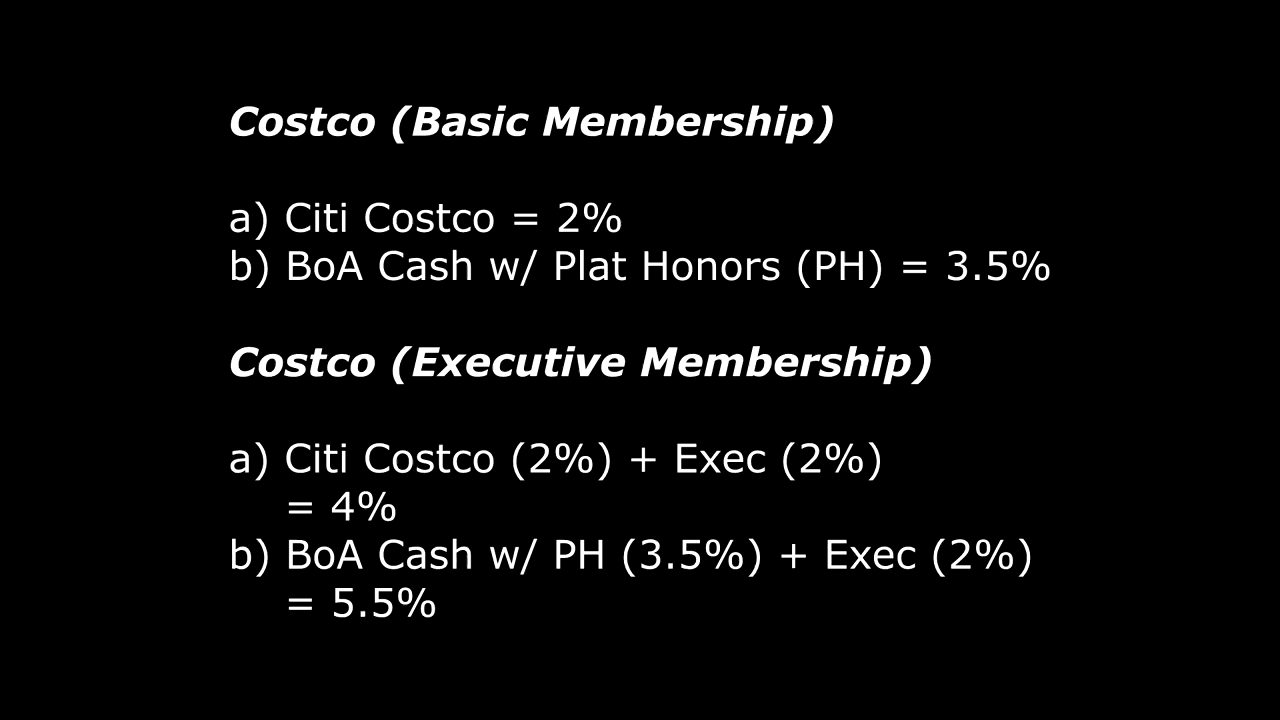 Costco (Basic Membership)
a) Citi Costco = 2%
b) BoA Cash w/ Plat Honors (PH) = 3.5%
Costco (Executive Membership)
a) Citi Costco (2%) + Exec (2%)
= 4%
b) BoA Cash w/ PH (3.5%) + Exec (2%)
= 5.5%